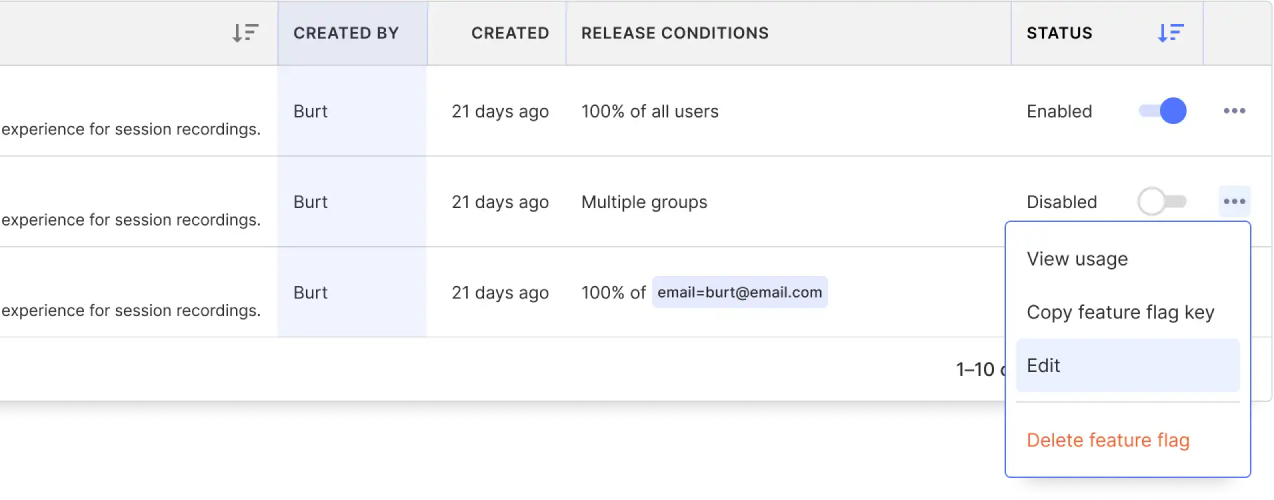 CREATED BY CREATED RELEASE CONDITIONS STATUS
Burt 21 days ago 100% of all users Enabled
experience for session recordings.
Burt 21 days ago Multiple groups Disabled
experience for session recordings.
View usage
Burt 21 days ago 100% of email=burt@email.com
experience for session recordings.
Copy feature flag key
1–10
Edit
Delete feature flag